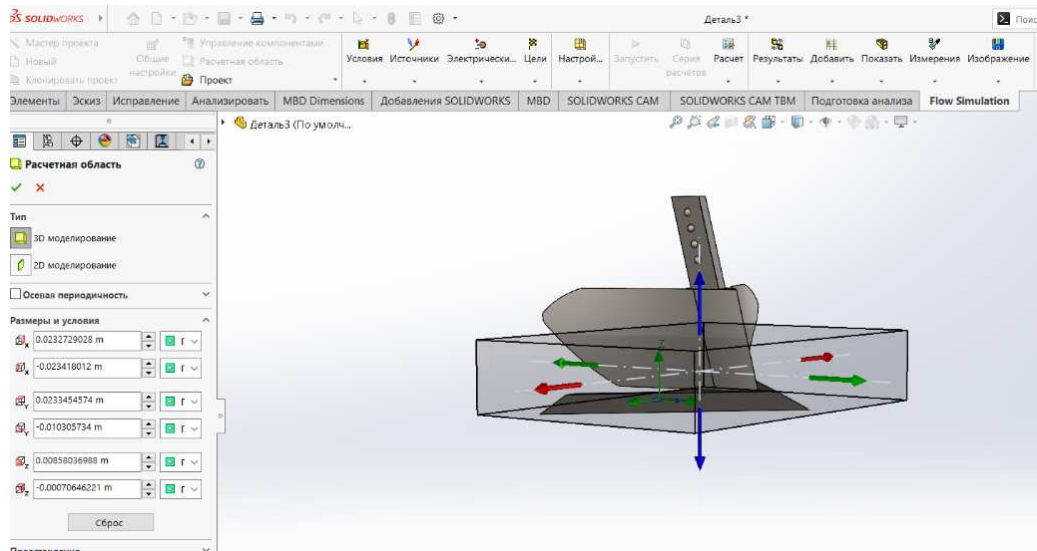 SOLIDWORKS
Деталь3 *
Поис
Мастер проекта
Новый
Клонировать проект
Общие настройки
Управление компонентами
Расчетная область
Проект
Условия
Источники
Электрически...
Цели
Настрой...
Запустить
Серия расчетов
Расчет
Результаты
Добавить
Показать
Измерения
Изображение
Элементы
Эскиз
Исправление
Анализировать
MBD Dimensions
Добавления SOLIDWORKS
MBD
SOLIDWORKS CAM
SOLIDWORKS CAM TBM
Подготовка анализа
Flow Simulation
Деталь3 (По умолч...
Расчетная область
Тип
3D моделирование
2D моделирование
Осевая периодичность
Размеры и условия
X 0.0232729028 m Г
X -0.023418012 m Г
Y 0.0233454574 m Г
Y -0.010305734 m Г
Z 0.00858036988 m Г
Z -0.00070646221 m Г
Сброс